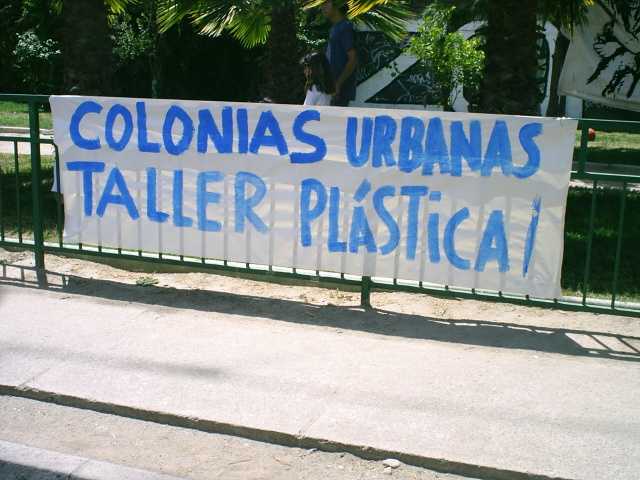 COLONIAS URBANAS
TALLER PLÁSTICA